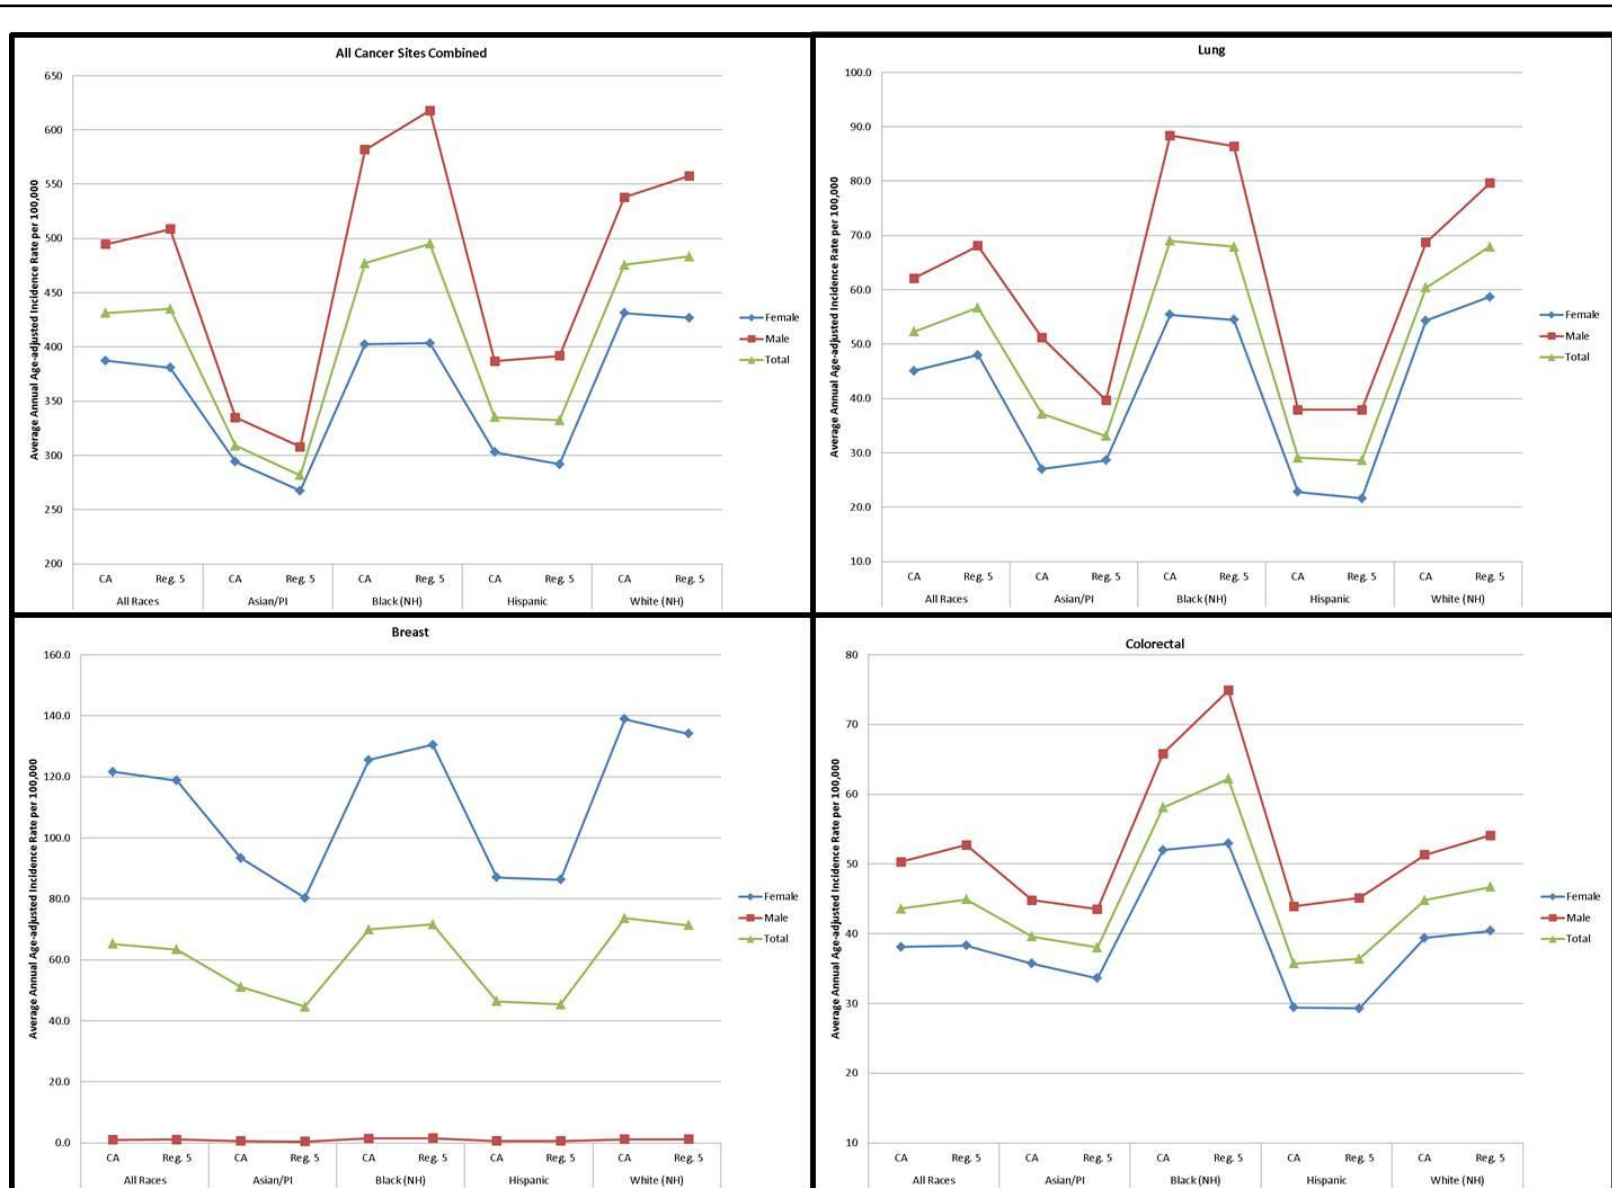 All Cancer Sites Combined
Average Annual Age-adjusted Incidence Rate per 100,000
650
600
550
500
450
400
350
300
250
200
CA Reg. 5 CA Reg. 5 CA Reg. 5 CA Reg. 5 CA Reg. 5
All Races Asian/PI Black (NH) Hispanic White (NH)
Female
Male
Total
Lung
Average Annual Age-adjusted Incidence Rate per 100,000
100.0
90.0
80.0
70.0
60.0
50.0
40.0
30.0
20.0
10.0
CA Reg. 5 CA Reg. 5 CA Reg. 5 CA Reg. 5 CA Reg. 5
All Races Asian/PI Black (NH) Hispanic White (NH)
Female
Male
Total
Breast
Average Annual Age-adjusted Incidence Rate per 100,000
160.0
140.0
120.0
100.0
80.0
60.0
40.0
20.0
0.0
CA Reg. 5 CA Reg. 5 CA Reg. 5 CA Reg. 5 CA Reg. 5
All Races Asian/PI Black (NH) Hispanic White (NH)
Female
Male
Total
Colorectal
Average Annual Age-adjusted Incidence Rate per 100,000
80
70
60
50
40
30
20
10
CA Reg. 5 CA Reg. 5 CA Reg. 5 CA Reg. 5 CA Reg. 5
All Races Asian/PI Black (NH) Hispanic White (NH)
Female
Male
Total